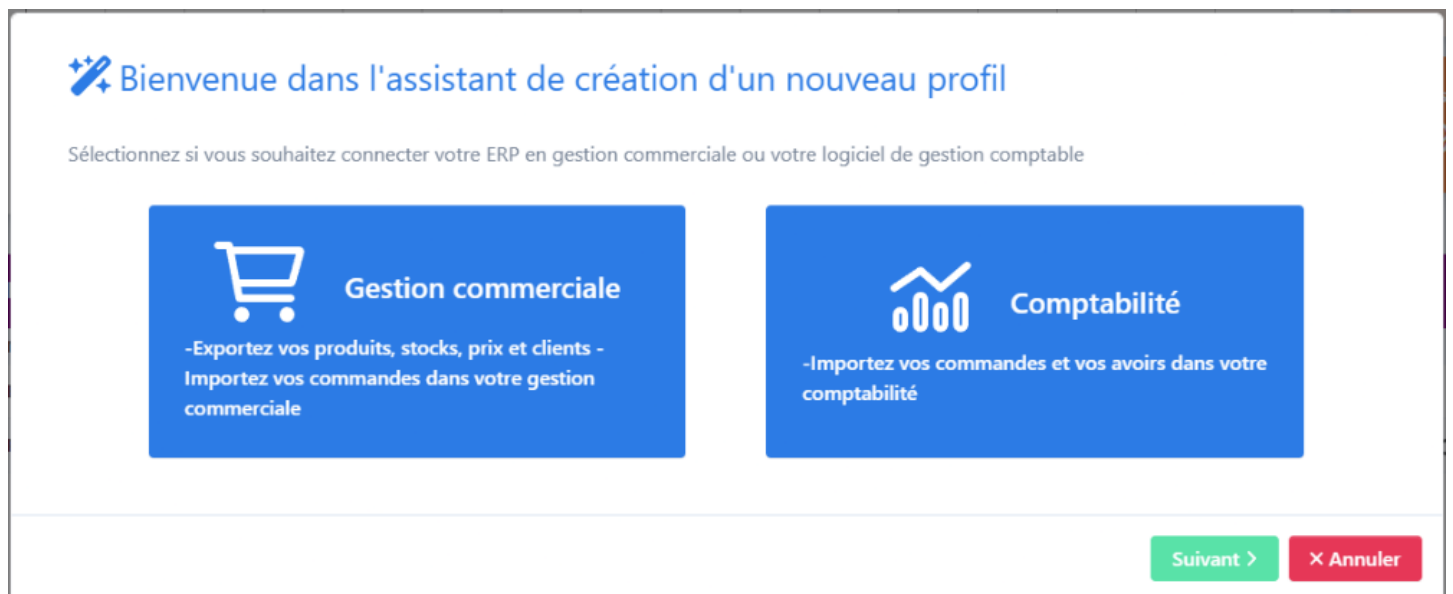 Bienvenue dans l'assistant de création d'un nouveau profil
Sélectionnez si vous souhaitez connecter votre ERP en gestion commerciale ou votre logiciel de gestion comptable
Gestion commerciale
-Exportez vos produits, stocks, prix et clients -
Importez vos commandes dans votre gestion
commerciale
Comptabilité
-Importez vos commandes et vos avoirs dans votre
comptabilité
Suivant >
× Annuler